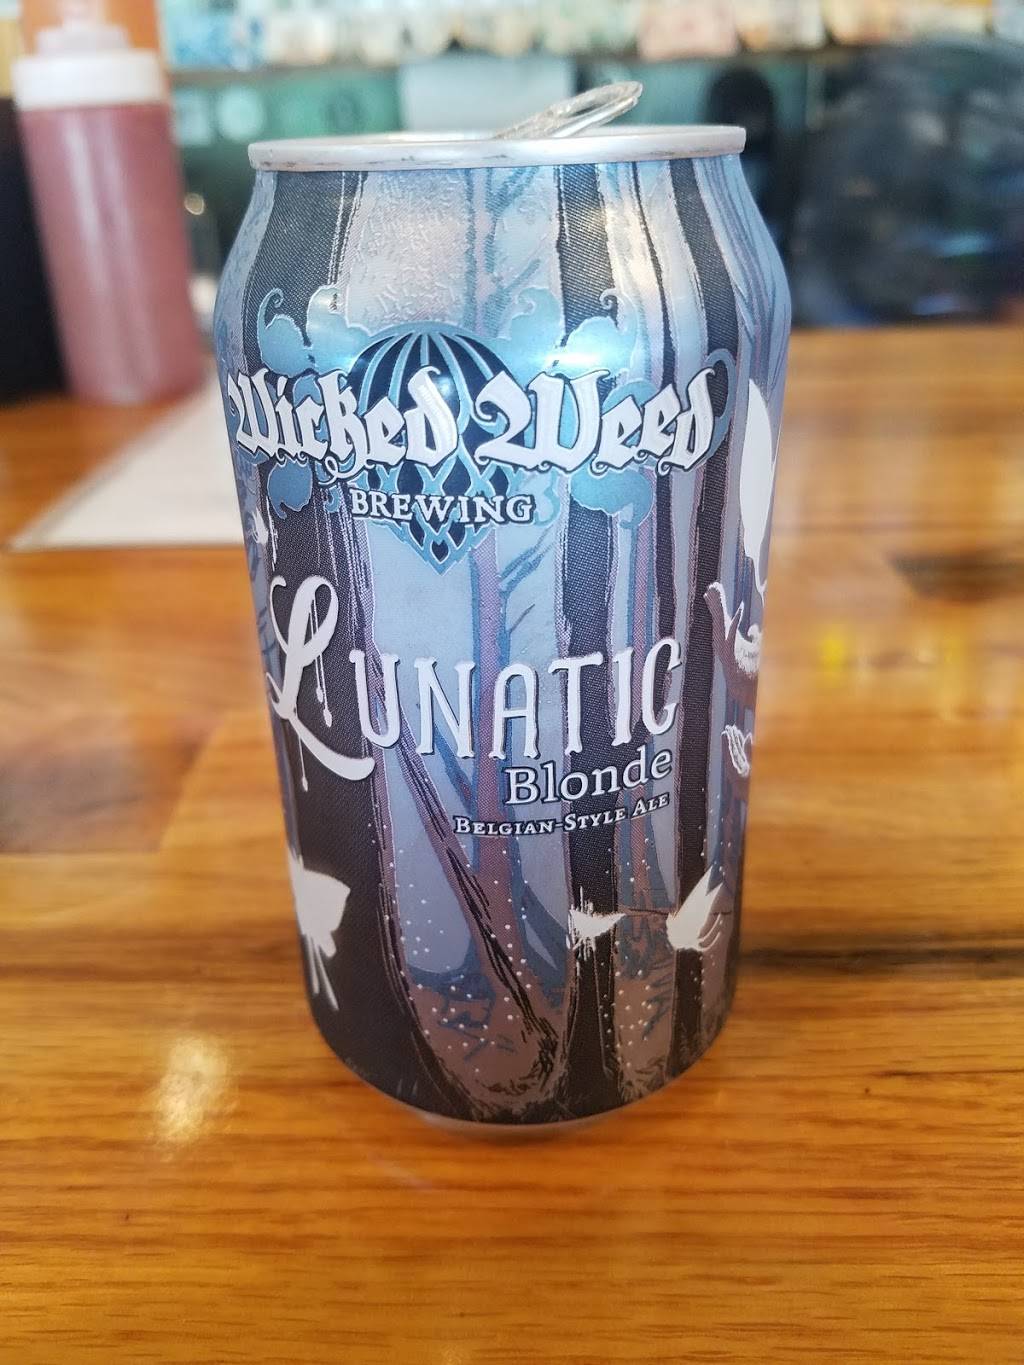 Wicked Weed
BREWING
LUNATIC
Blonde
BELGIAN-STYLE ALE